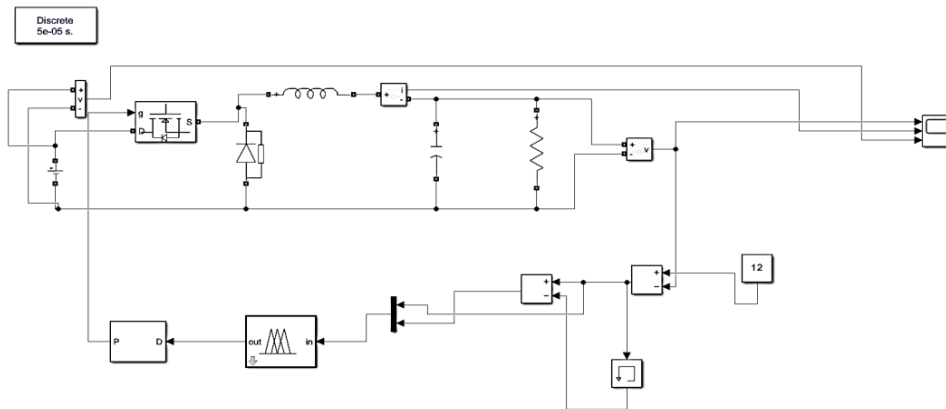 Discrete
5e-05 s.
+
v
-
g
D
S
+
+
i
-
+
+
+
-
v
+
12
+
-
+
-
P
D
out
in